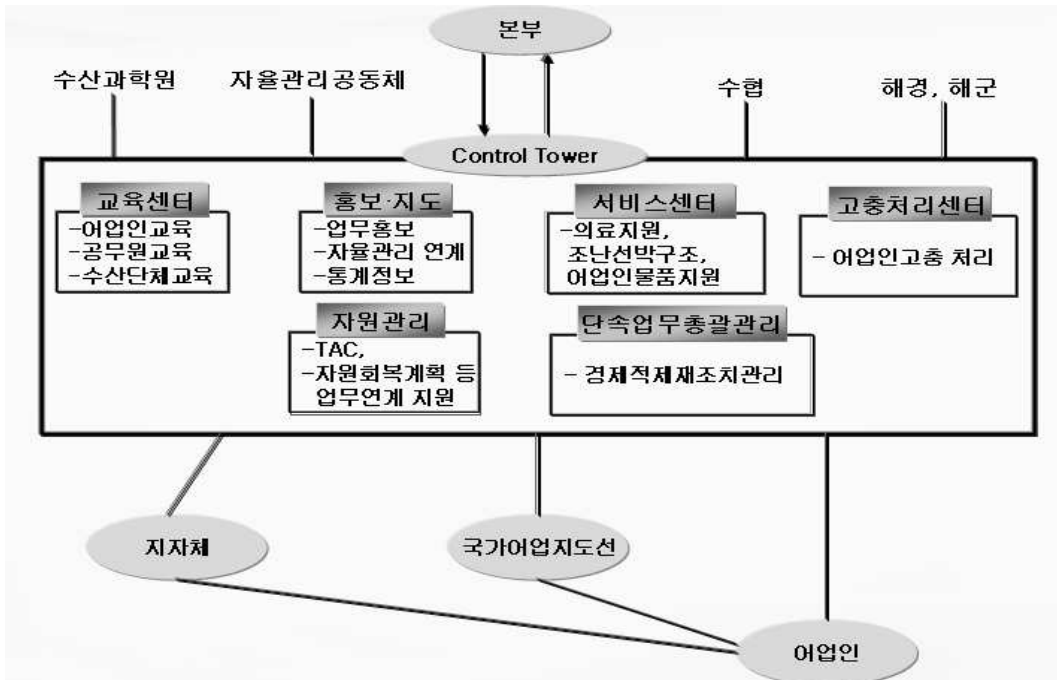 본부
수산과학원
자율관리공동체
수협
해경, 해군
Control Tower
교육센터
-어업인교육
-공무원교육
-수산단체교육
홍보·지도
-업무홍보
-자율관리 연계
-통계정보
서비스센터
-의료지원,
조난선박구조,
어업인물품지원
고충처리센터
- 어업인고충 처리
자원관리
-TAC,
-자원회복계획 등
업무연계 지원
단속업무총괄관리
- 경제적제재조치관리
지자체
국가어업지도선
어업인